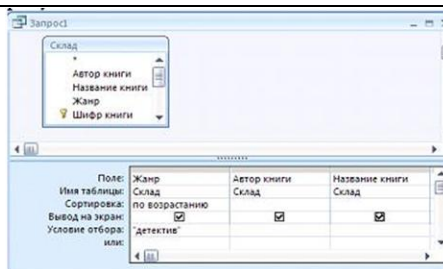 Запрос1
Склад
*
Автор книги
Название книги
Жанр
Шифр книги
Поле: Жанр Автор книги Название книги
Имя таблицы: Склад Склад Склад
Сортировка: по возрастанию
Вывод на экран:
Условие отбора: "детектив"
или: